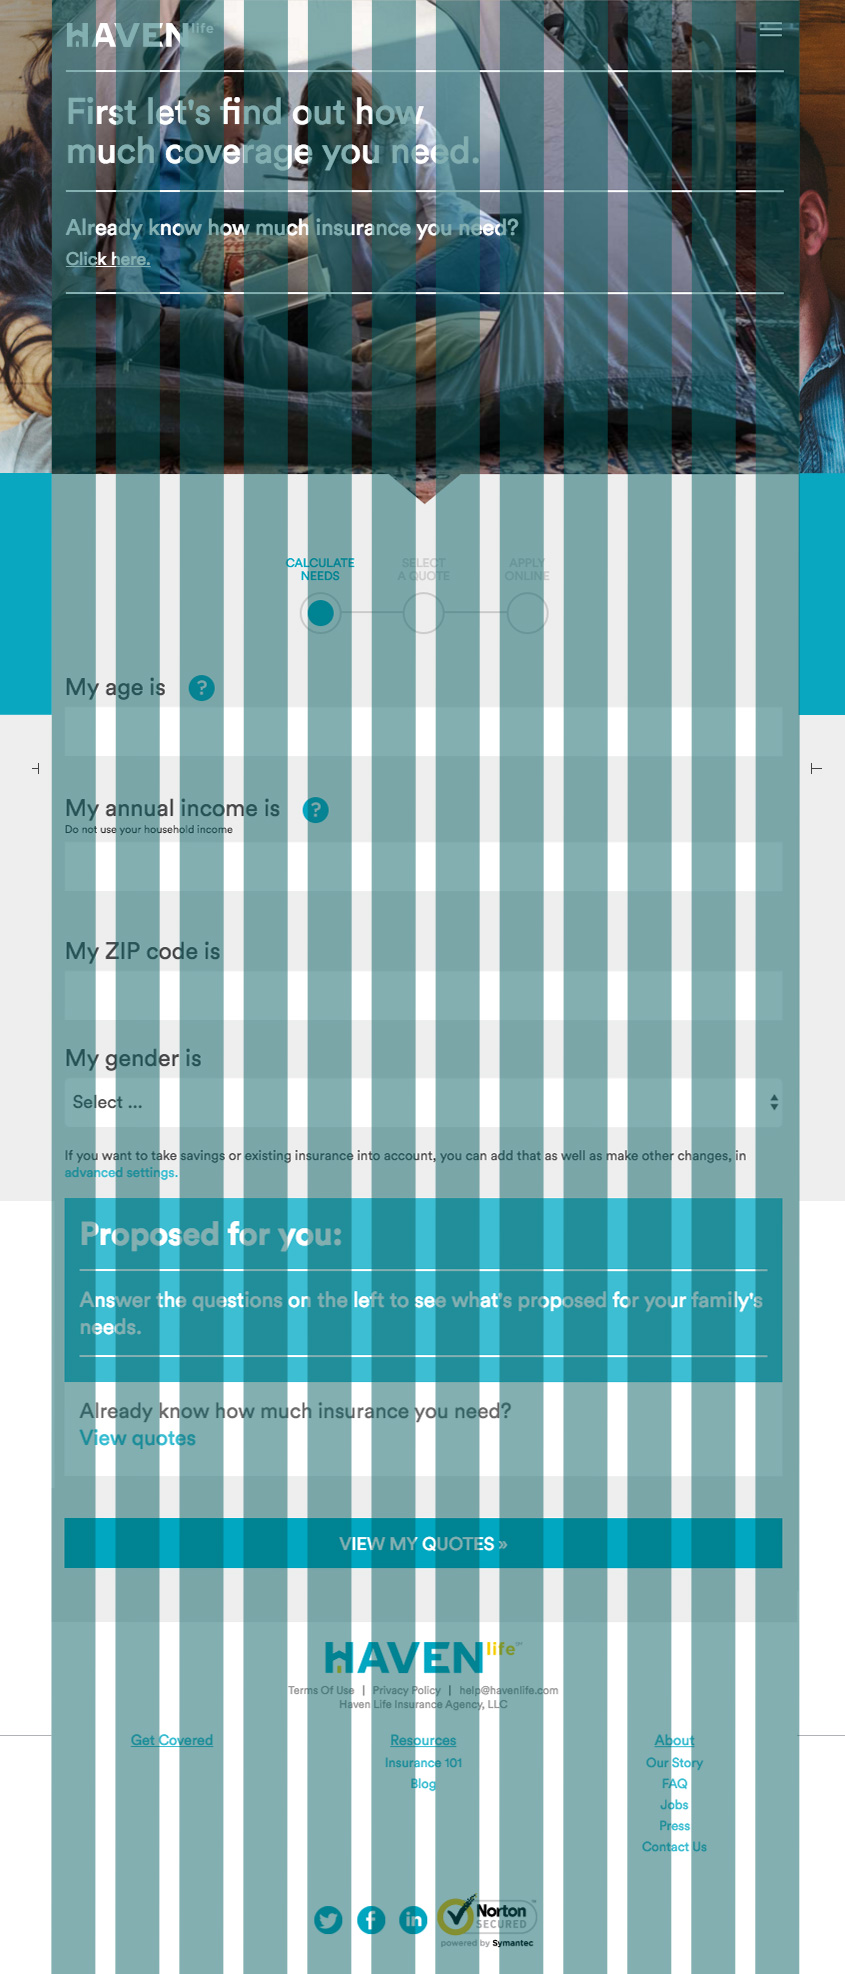 HAVENlife
First let's find out how
much coverage you need.
Already know how much insurance you need?
Click here.
CALCULATE NEEDS
SELECT A QUOTE
APPLY ONLINE
My age is ?
My annual income is ?
Do not use your household income
My ZIP code is
My gender is
Select ...
If you want to take savings or existing insurance into account, you can add that as well as make other changes, in
advanced settings.
Proposed for you:
Answer the questions on the left to see what's proposed for your family's
needs.
Already know how much insurance you need?
View quotes
VIEW MY QUOTES »
HAVENlife
Terms Of Use | Privacy Policy | help@havenlife.com
Haven Life Insurance Agency, LLC
Get Covered
Resources
Insurance 101
Blog
About
Our Story
FAQ
Jobs
Press
Contact Us
f in
Norton
SECURED
powered by Symantec